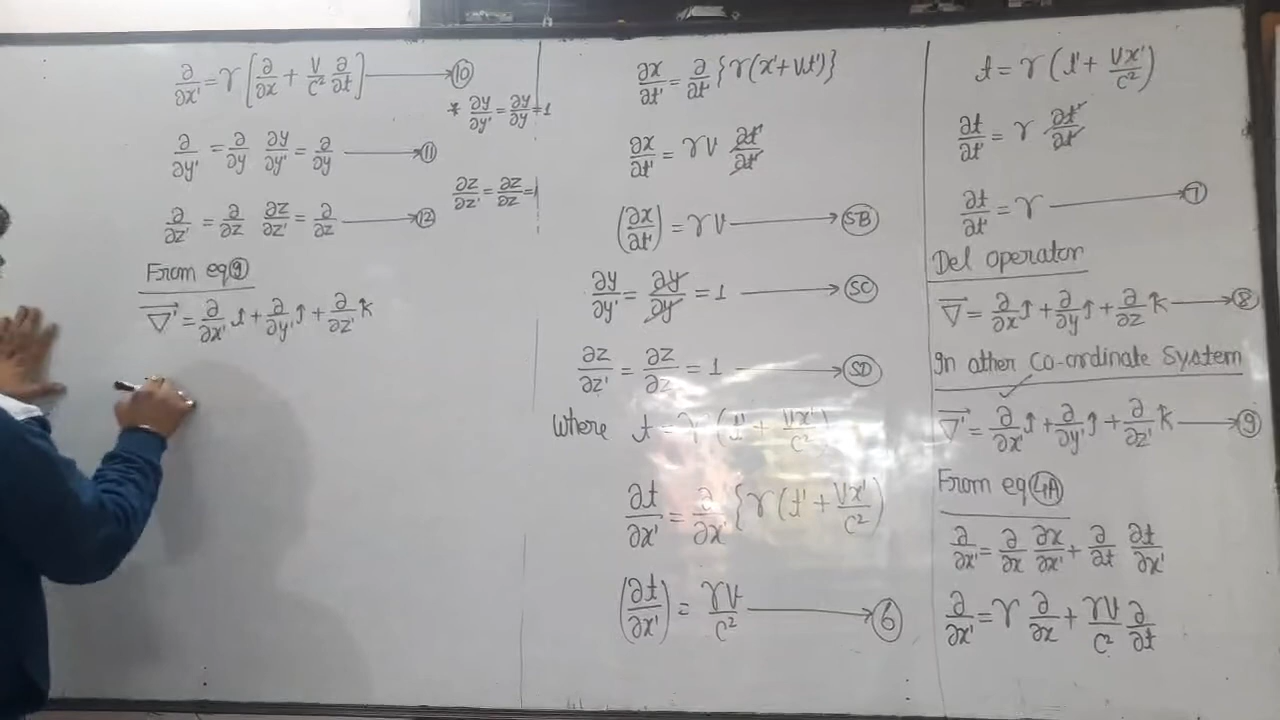 ∂/∂x' = γ [∂/∂x + V/C² ∂/∂t] → (10)
* ∂y/∂y' = ∂y/∂y = 1
∂/∂y' = ∂/∂y ∂y/∂y' = ∂/∂y → (11)
∂z/∂z' = ∂z/∂z = 1
∂/∂z' = ∂/∂z ∂z/∂z' = ∂/∂z → (12)
From eq (9)
∇' = ∂/∂x' î + ∂/∂y' ĵ + ∂/∂z' k̂
∂x/∂t' = ∂/∂t' {γ(x' + Vt')}
∂x/∂t' = γV ∂t'/∂t'
(∂x/∂t') = γV → (5B)
∂y/∂y' = ∂y/∂y = 1 → (5C)
∂z/∂z' = ∂z/∂z = 1 → (5D)
Where t = γ (t' + Vx'/C²)
∂t/∂x' = ∂/∂x' {γ (t' + Vx'/C²)
(∂t/∂x') = γV/C² → (6)
t = γ (t' + Vx'/C²)
∂t/∂t' = γ ∂t'/∂t'
∂t/∂t' = γ → (7)
Del operator
∇ = ∂/∂x î + ∂/∂y ĵ + ∂/∂z k̂ → (8)
In other Co-ordinate System
∇' = ∂/∂x' î + ∂/∂y' ĵ + ∂/∂z' k̂ → (9)
From eq (4A)
∂/∂x' = ∂/∂x ∂x/∂x' + ∂/∂t ∂t/∂x'
∂/∂x' = γ ∂/∂x + γV/C² ∂/∂t